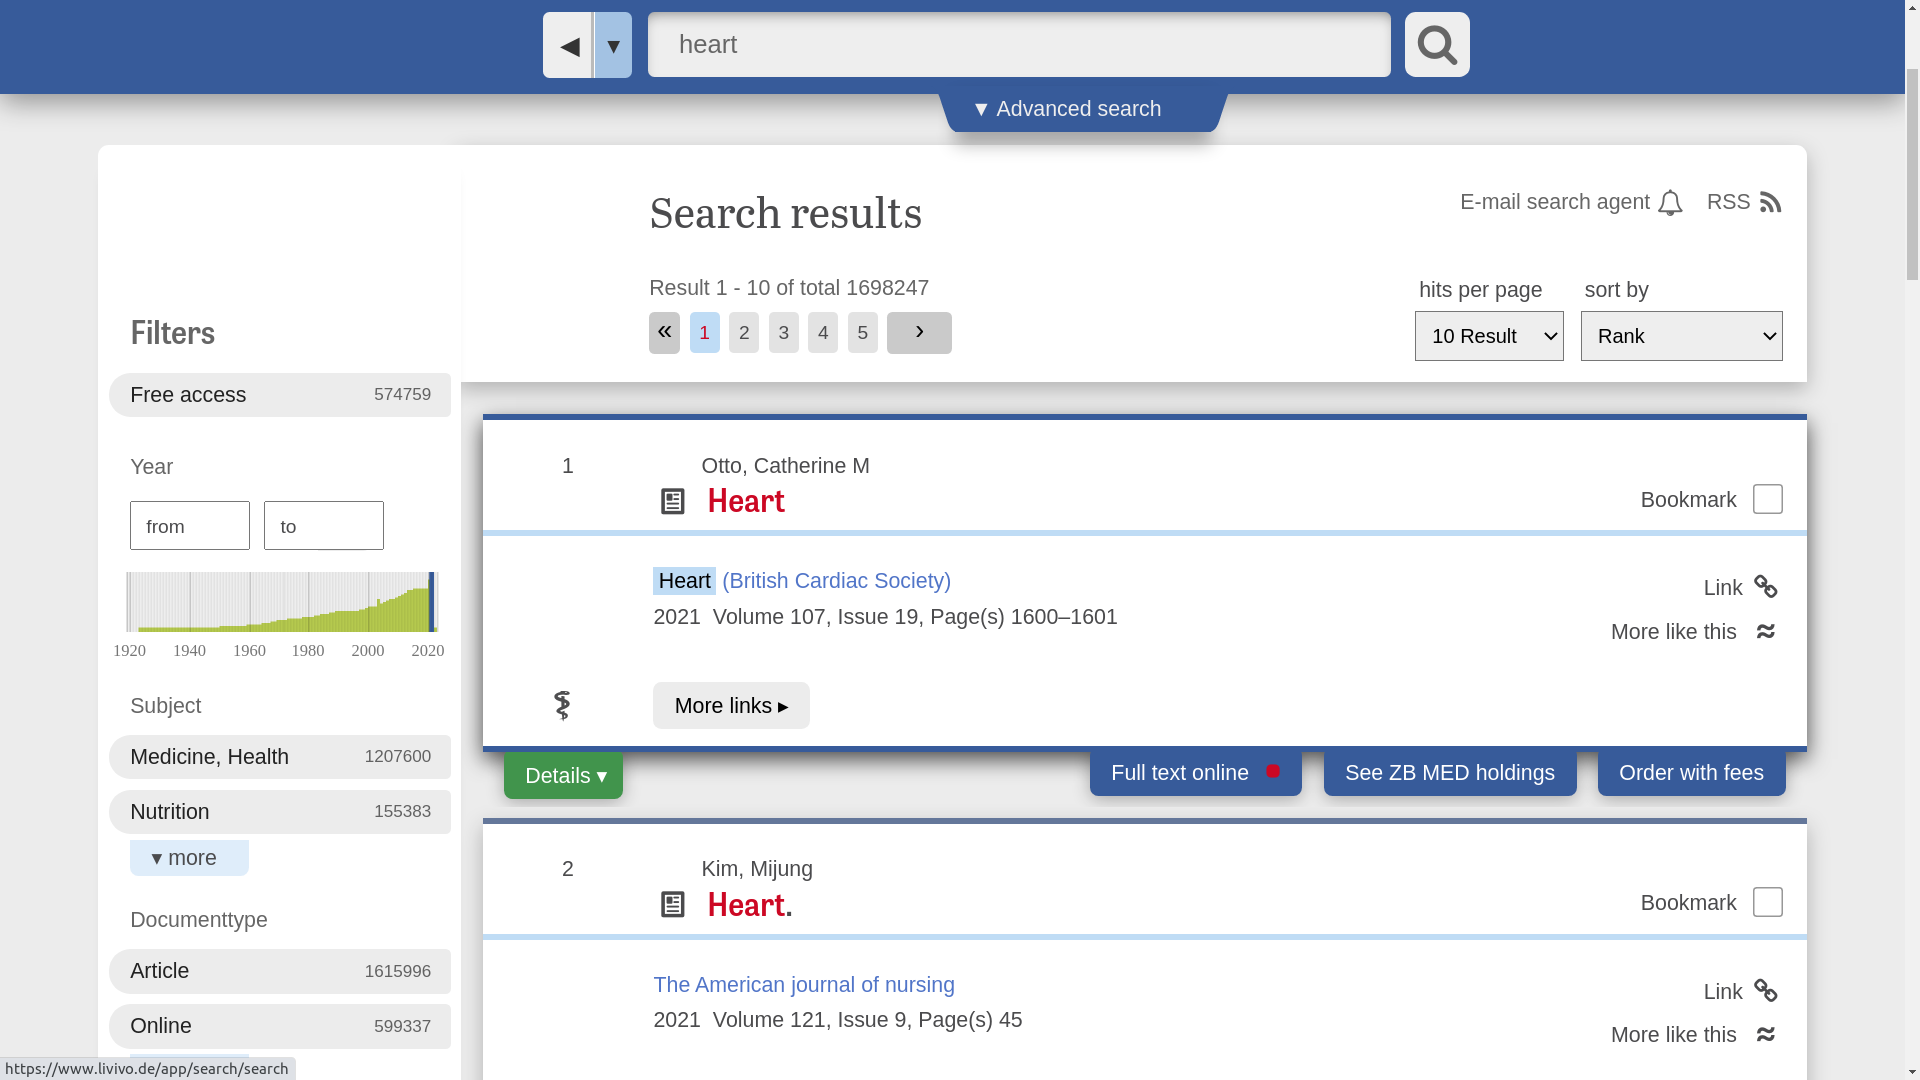 ◀ ▼ heart
▼ Advanced search
Search results
E-mail search agent RSS
Result 1 - 10 of total 1698247
« 1 2 3 4 5 ›
hits per page sort by
10 Result Rank
Filters
Free access 574759
Year
from to
1920 1940 1960 1980 2000 2020
Subject
Medicine, Health 1207600
Nutrition 155383
▾ more
Documenttype
Article 1615996
Online 599337
1 Otto, Catherine M
Heart
Bookmark
Heart (British Cardiac Society)
2021 Volume 107, Issue 19, Page(s) 1600–1601
Link
More like this ≈
More links ▸
Details ▾
Full text online
See ZB MED holdings
Order with fees
2 Kim, Mijung
Heart.
Bookmark
The American journal of nursing
2021 Volume 121, Issue 9, Page(s) 45
Link
More like this ≈
https://www.livivo.de/app/search/search